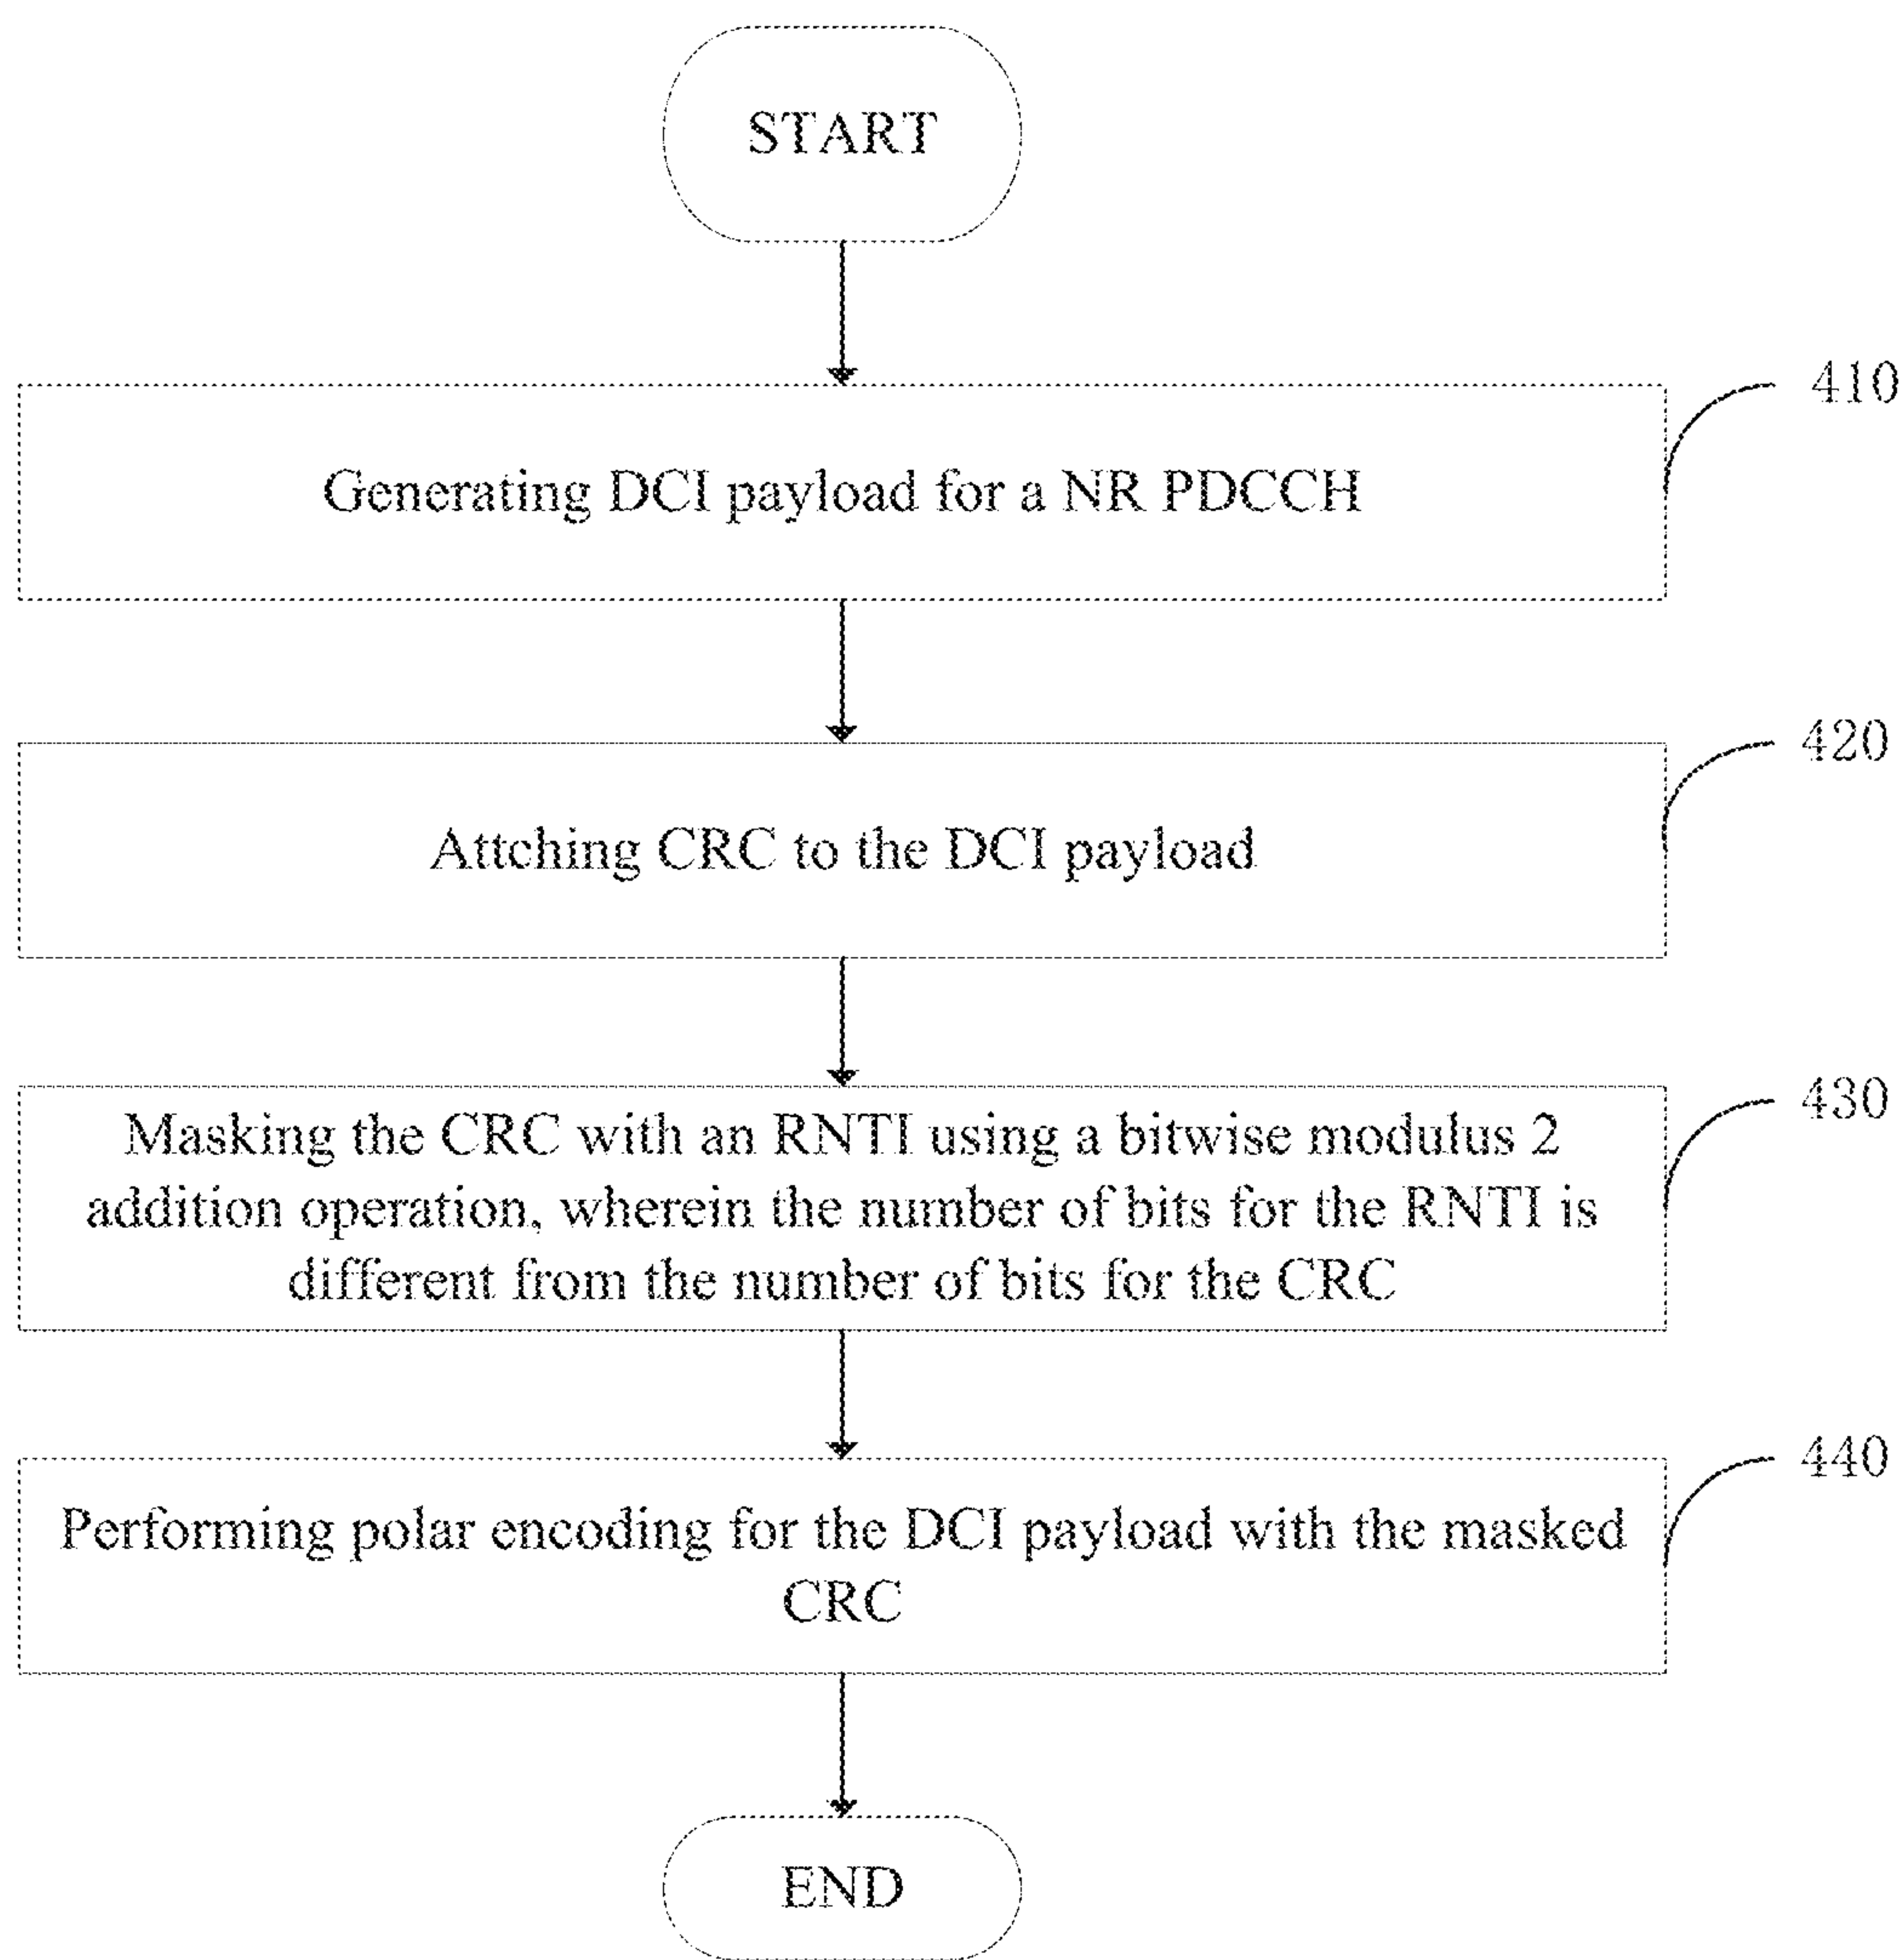 START
410
Generating DCI payload for a NR PDCCH
420
Attching CRC to the DCI payload
430
Masking the CRC with an RNTI using a bitwise modulus 2
addition operation, wherein the number of bits for the RNTI is
different from the number of bits for the CRC
440
Performing polar encoding for the DCI payload with the masked
CRC
END